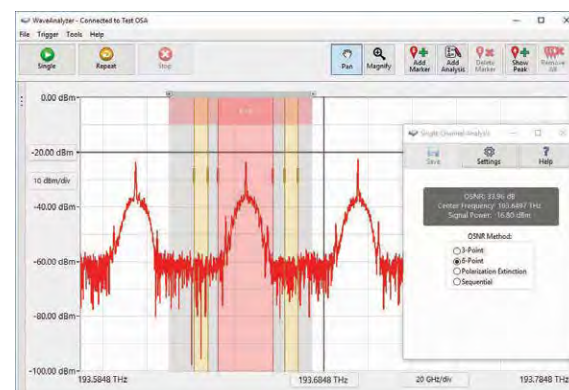 WaveAnalyzer - Connected to Test OSA
File Trigger Tools Help
Single Repeat Stop Pan Magnify Add Marker Add Analysis Delete Marker Show Peak Remove All
0.00 dBm
-20.00 dBm
10 dBm/div
-40.00 dBm
-60.00 dBm
-80.00 dBm
-100.00 dBm
193.5848 THz 193.6848 THz 20 GHz/div 193.7848 THz
Single Channel Analysis
Save Settings Help
OSNR: 33.96 dB
Center Frequency: 193.6897 THz
Signal Power: -16.80 dBm
OSNR Method:
3-Point
6-Point
Polarization Extinction
Sequential